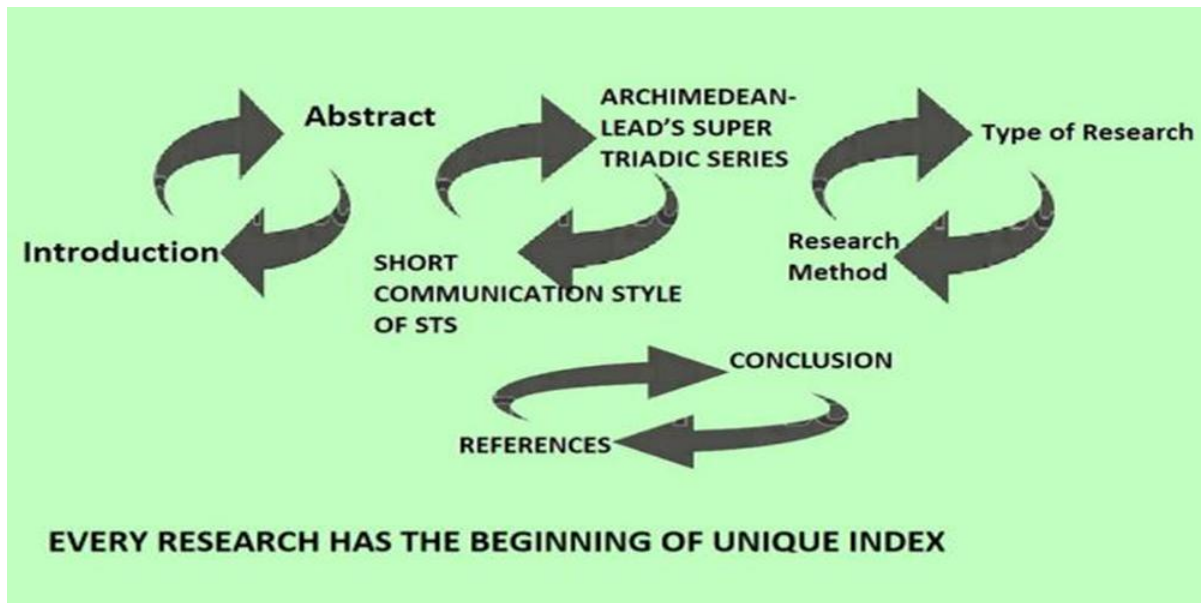 Abstract
Introduction
ARCHIMEDEAN-
LEAD'S SUPER
TRIADIC SERIES
SHORT
COMMUNICATION STYLE
OF STS
Type of Research
Research
Method
CONCLUSION
REFERENCES
EVERY RESEARCH HAS THE BEGINNING OF UNIQUE INDEX